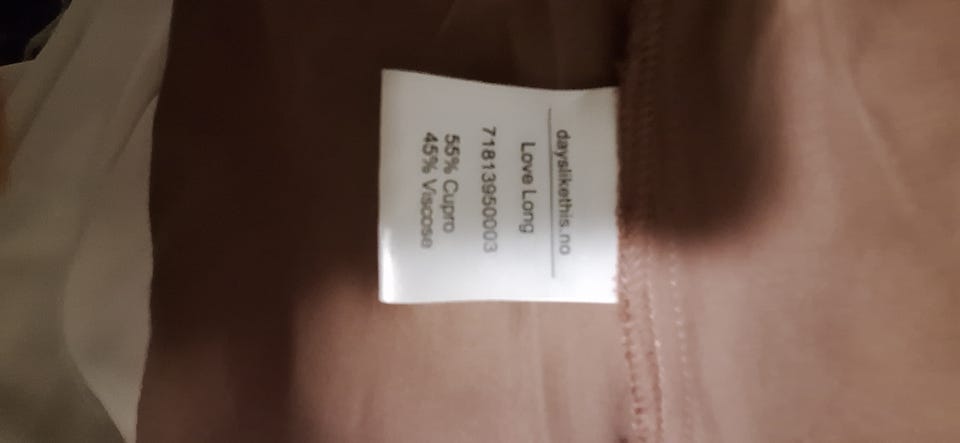 dayslikethis.no
Love Long
71813950003
55% Cupro
45% Viscose